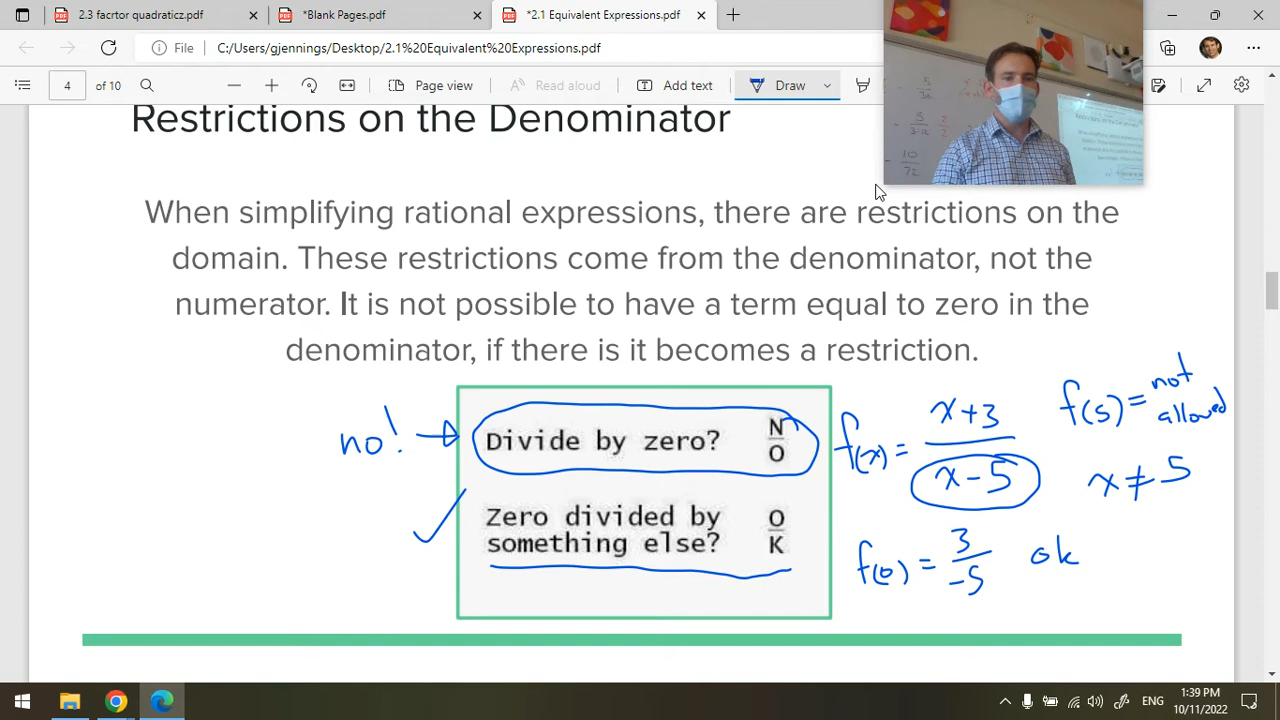 2.3 facrtor quadraticz.pdf
*Blank Pages.pdf
*2.1 Equivalent Expressions.pdf
File
C:/Users/gjennings/Desktop/2.1%20Equivalent%20Expressions.pdf
4 of 10
Page view
Read aloud
Add text
Draw
Restrictions on the Denominator
When simplifying rational expressions, there are restrictions on the
domain. These restrictions come from the denominator, not the
numerator. It is not possible to have a term equal to zero in the
denominator, if there is it becomes a restriction.
no!
Divide by zero? N/O
Zero divided by
something else? O/K
f(x) = x+3 / x-5
f(5) = not allowed
x ≠ 5
f(0) = 3 / -5 ok
ENG
1:39 PM
10/11/2022